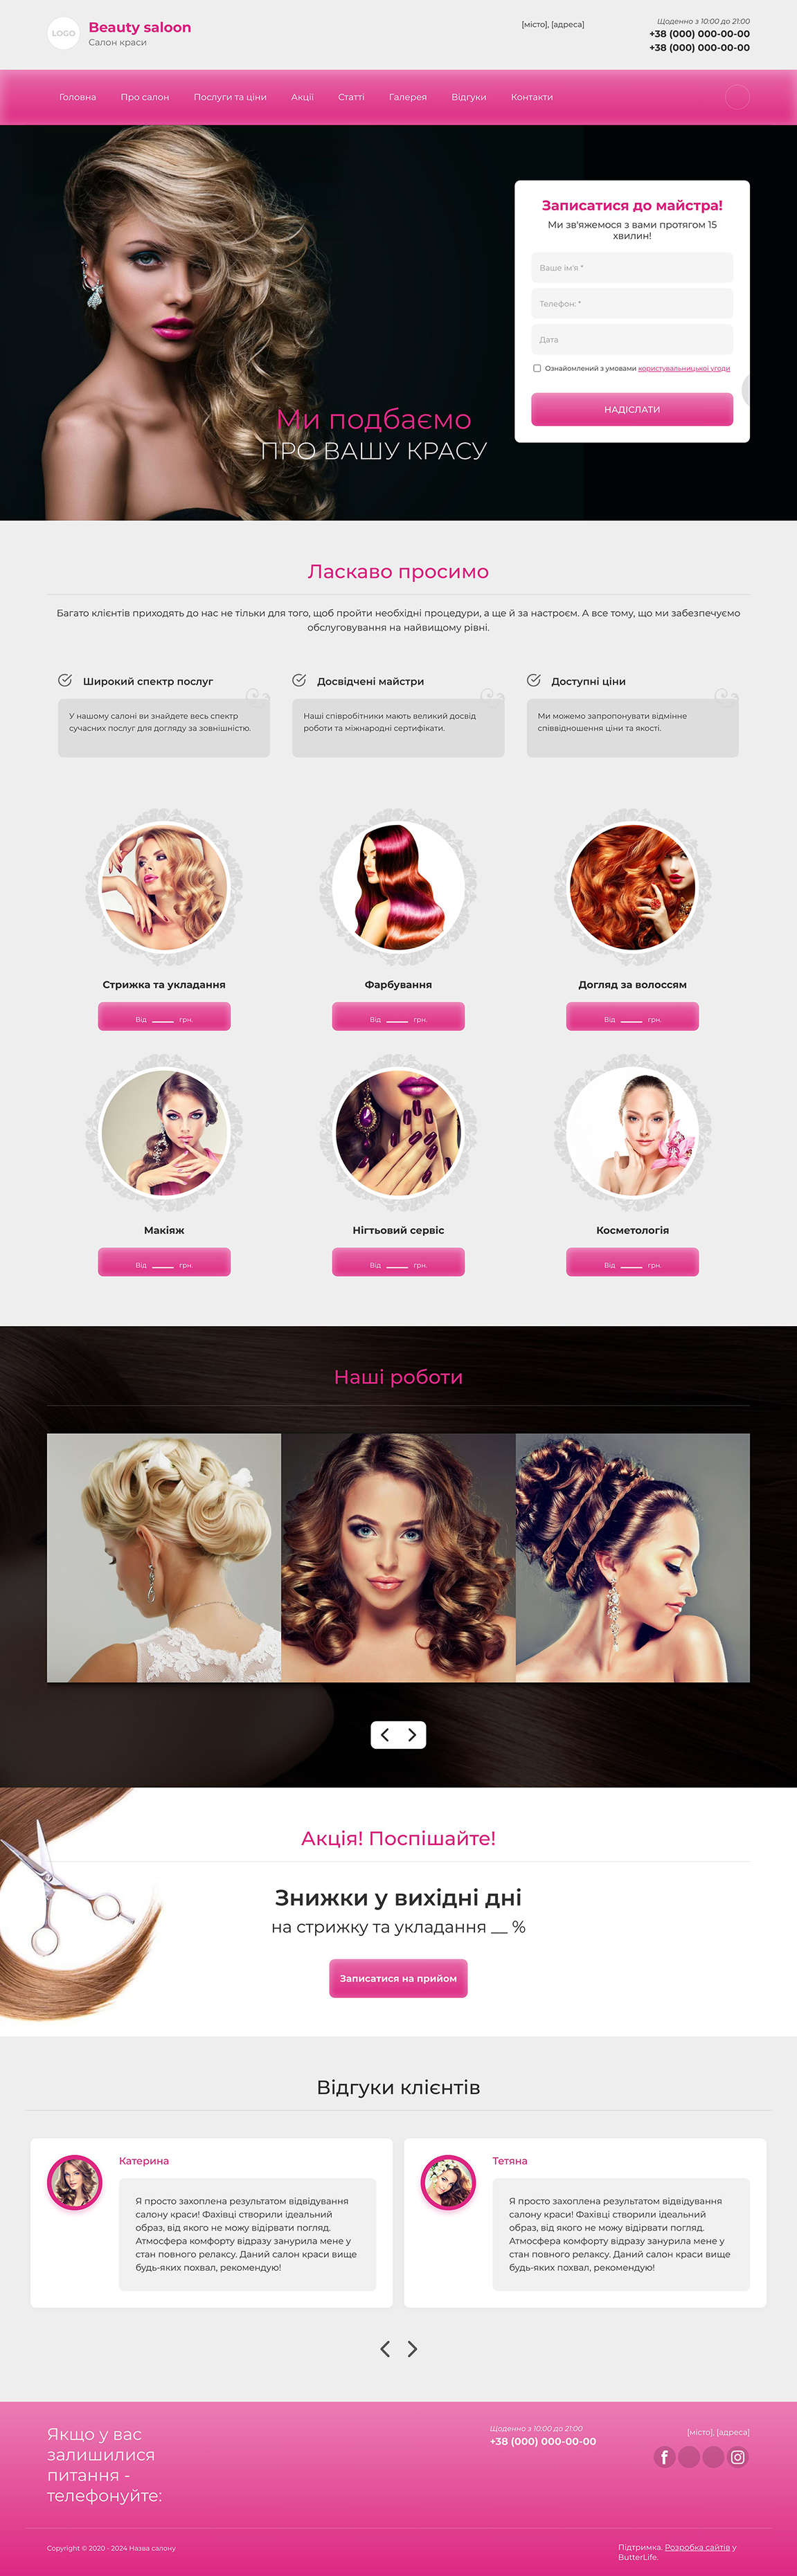 LOGO
Beauty saloon
Салон краси
[місто], [адреса]
Щоденно з 10:00 до 21:00
+38 (000) 000-00-00
+38 (000) 000-00-00
Головна Про салон Послуги та ціни Акції Статті Галерея Відгуки Контакти
Записатися до майстра!
Ми зв'яжемося з вами протягом 15
хвилин!
Ваше ім'я *
Телефон: *
Дата
Ознайомлений з умовами користувальницької угоди
НАДІСЛАТИ
Ми подбаємо
ПРО ВАШУ КРАСУ
Ласкаво просимо
Багато клієнтів приходять до нас не тільки для того, щоб пройти необхідні процедури, а ще й за настроєм. А все тому, що ми забезпечуємо
обслуговування на найвищому рівні.
Широкий спектр послуг
У нашому салоні ви знайдете весь спектр
сучасних послуг для догляду за зовнішністю.
Досвідчені майстри
Наші співробітники мають великий досвід
роботи та міжнародні сертифікати.
Доступні ціни
Ми можемо запропонувати відмінне
співвідношення ціни та якості.
Стрижка та укладання
Від ____ грн.
Фарбування
Від ____ грн.
Догляд за волоссям
Від ____ грн.
Макіяж
Від ____ грн.
Нігтьовий сервіс
Від ____ грн.
Косметологія
Від ____ грн.
Наші роботи
Акція! Поспішайте!
Знижки у вихідні дні
на стрижку та укладання __ %
Записатися на прийом
Відгуки клієнтів
Катерина
Я просто захоплена результатом відвідування
салону краси! Фахівці створили ідеальний
образ, від якого не можу відірвати погляд.
Атмосфера комфорту відразу занурила мене у
стан повного релаксу. Даний салон краси вище
будь-яких похвал, рекомендую!
Тетяна
Я просто захоплена результатом відвідування
салону краси! Фахівці створили ідеальний
образ, від якого не можу відірвати погляд.
Атмосфера комфорту відразу занурила мене у
стан повного релаксу. Даний салон краси вище
будь-яких похвал, рекомендую!
Якщо у вас
залишилися
питання -
телефонуйте:
Щоденно з 10:00 до 21:00
+38 (000) 000-00-00
[місто], [адреса]
Copyright © 2020 - 2024 Назва салону
Підтримка. Розробка сайтів у
ButterLife.